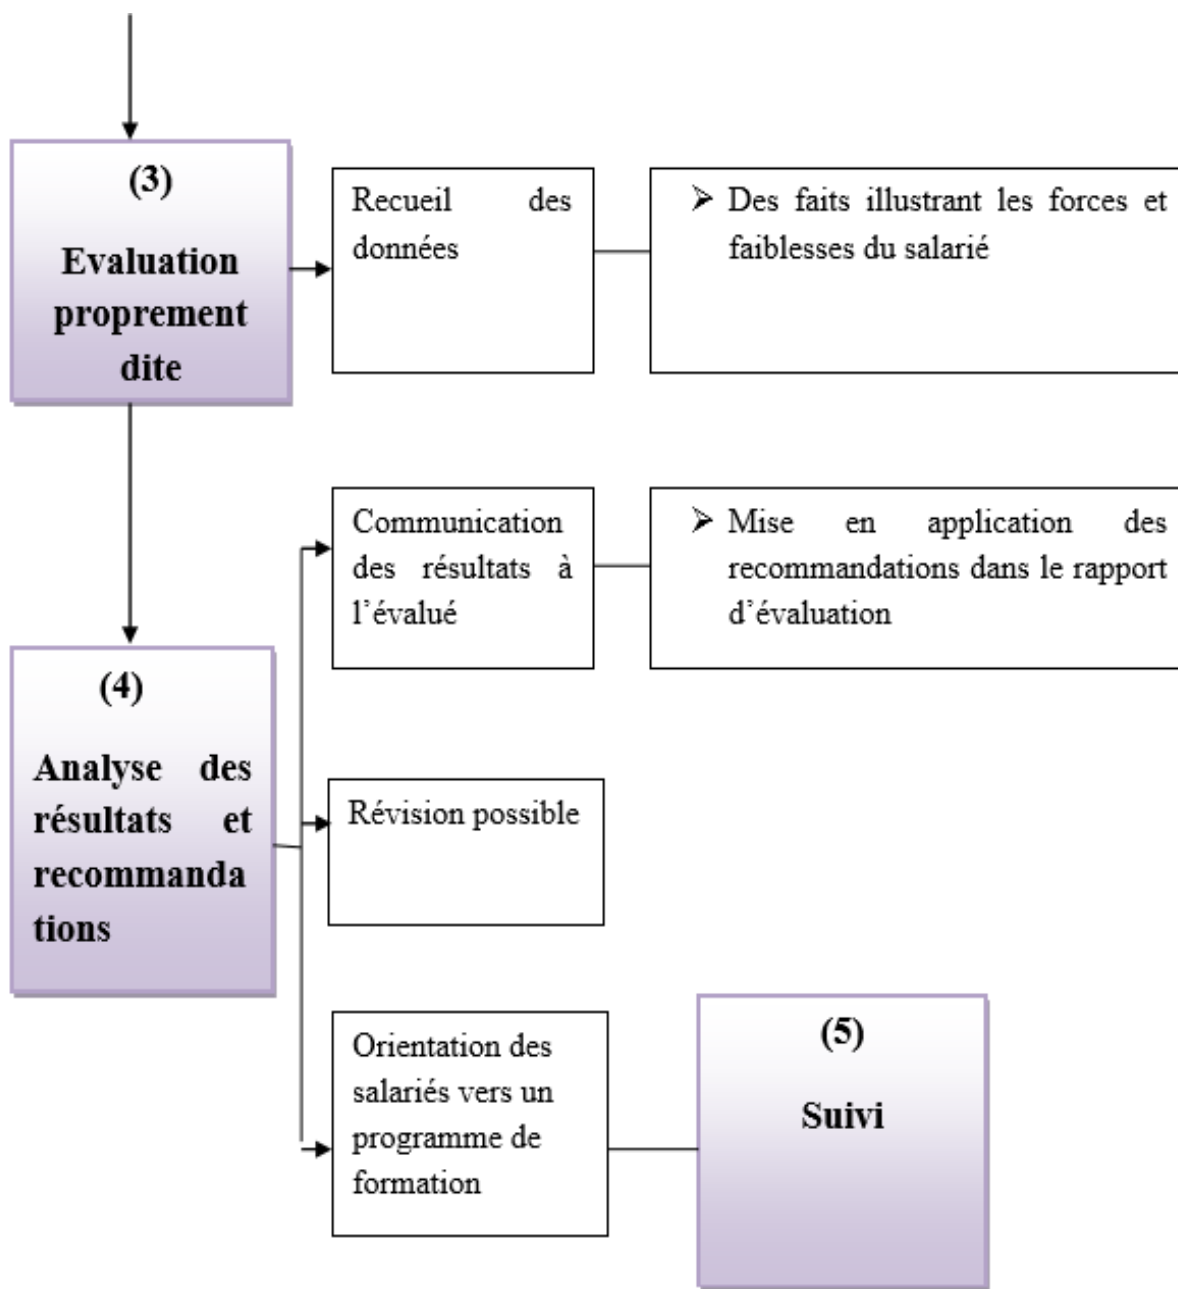 (3)
Evaluation
proprement
dite
Recueil des
données
➢ Des faits illustrant les forces et
faiblesses du salarié
Communication
des résultats à
l’évalué
➢ Mise en application des
recommandations dans le rapport
d’évaluation
(4)
Analyse des
résultats et
recommanda
tions
Révision possible
Orientation des
salariés vers un
programme de
formation
(5)
Suivi